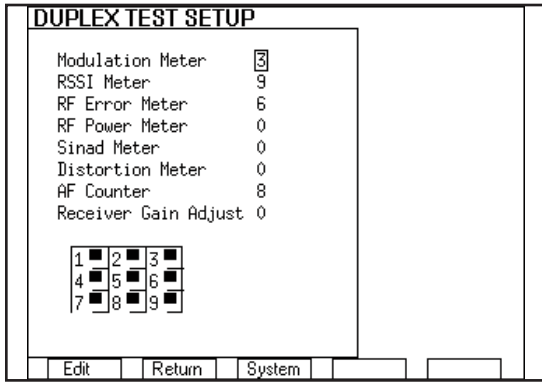 DUPLEX TEST SETUP
Modulation Meter 3
RSSI Meter 9
RF Error Meter 6
RF Power Meter 0
Sinad Meter 0
Distortion Meter 0
AF Counter 8
Receiver Gain Adjust 0
1 2 3
4 5 6
7 8 9
Edit Return System